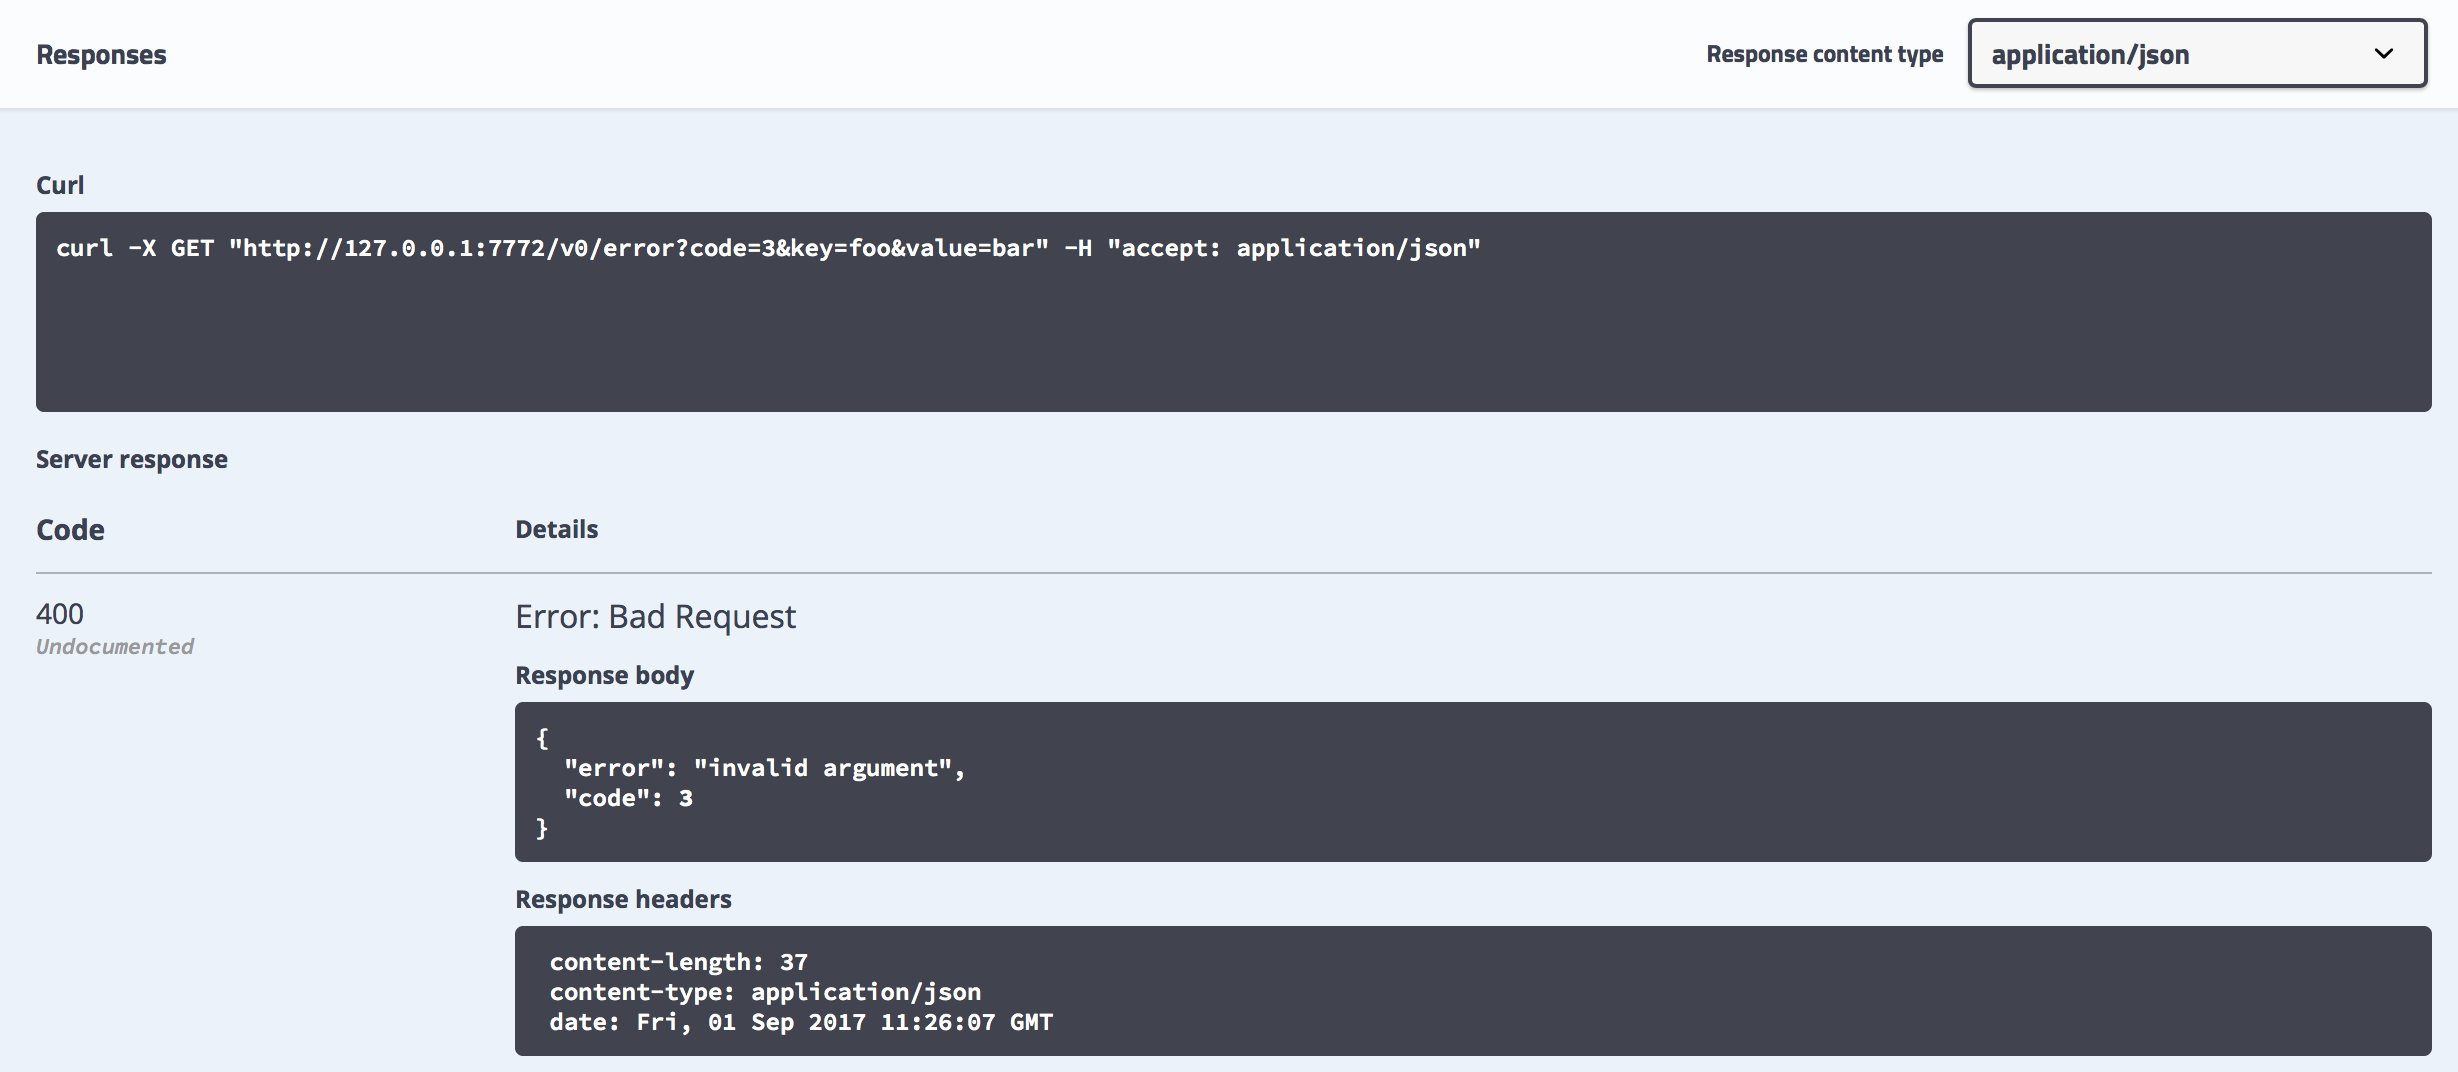 Responses
Response content type
application/json
Curl
curl -X GET "http://127.0.0.1:7772/v0/error?code=3&key=foo&value=bar" -H "accept: application/json"
Server response
Code
Details
400
Undocumented
Error: Bad Request
Response body
{
  "error": "invalid argument",
  "code": 3
}
Response headers
content-length: 37
content-type: application/json
date: Fri, 01 Sep 2017 11:26:07 GMT